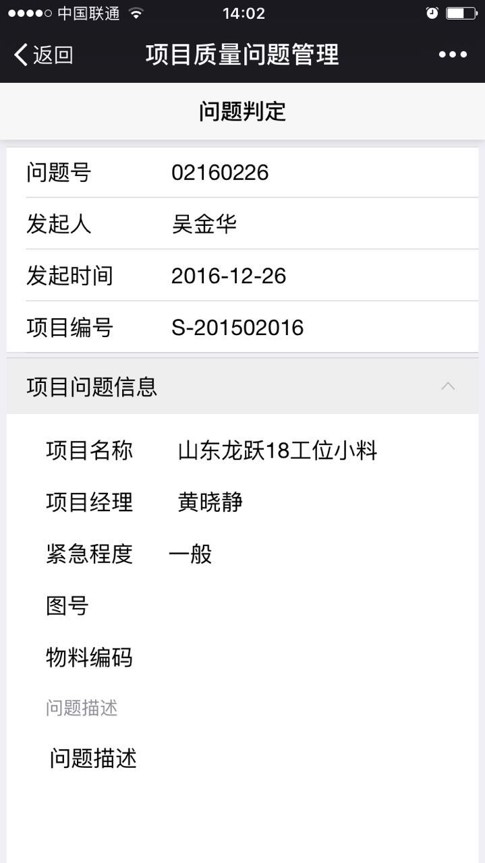 中国联通 14:02
返回 项目质量问题管理
问题判定
问题号 02160226
发起人 吴金华
发起时间 2016-12-26
项目编号 S-201502016
项目问题信息
项目名称 山东龙跃18工位小料
项目经理 黄晓静
紧急程度 一般
图号
物料编码
问题描述
问题描述